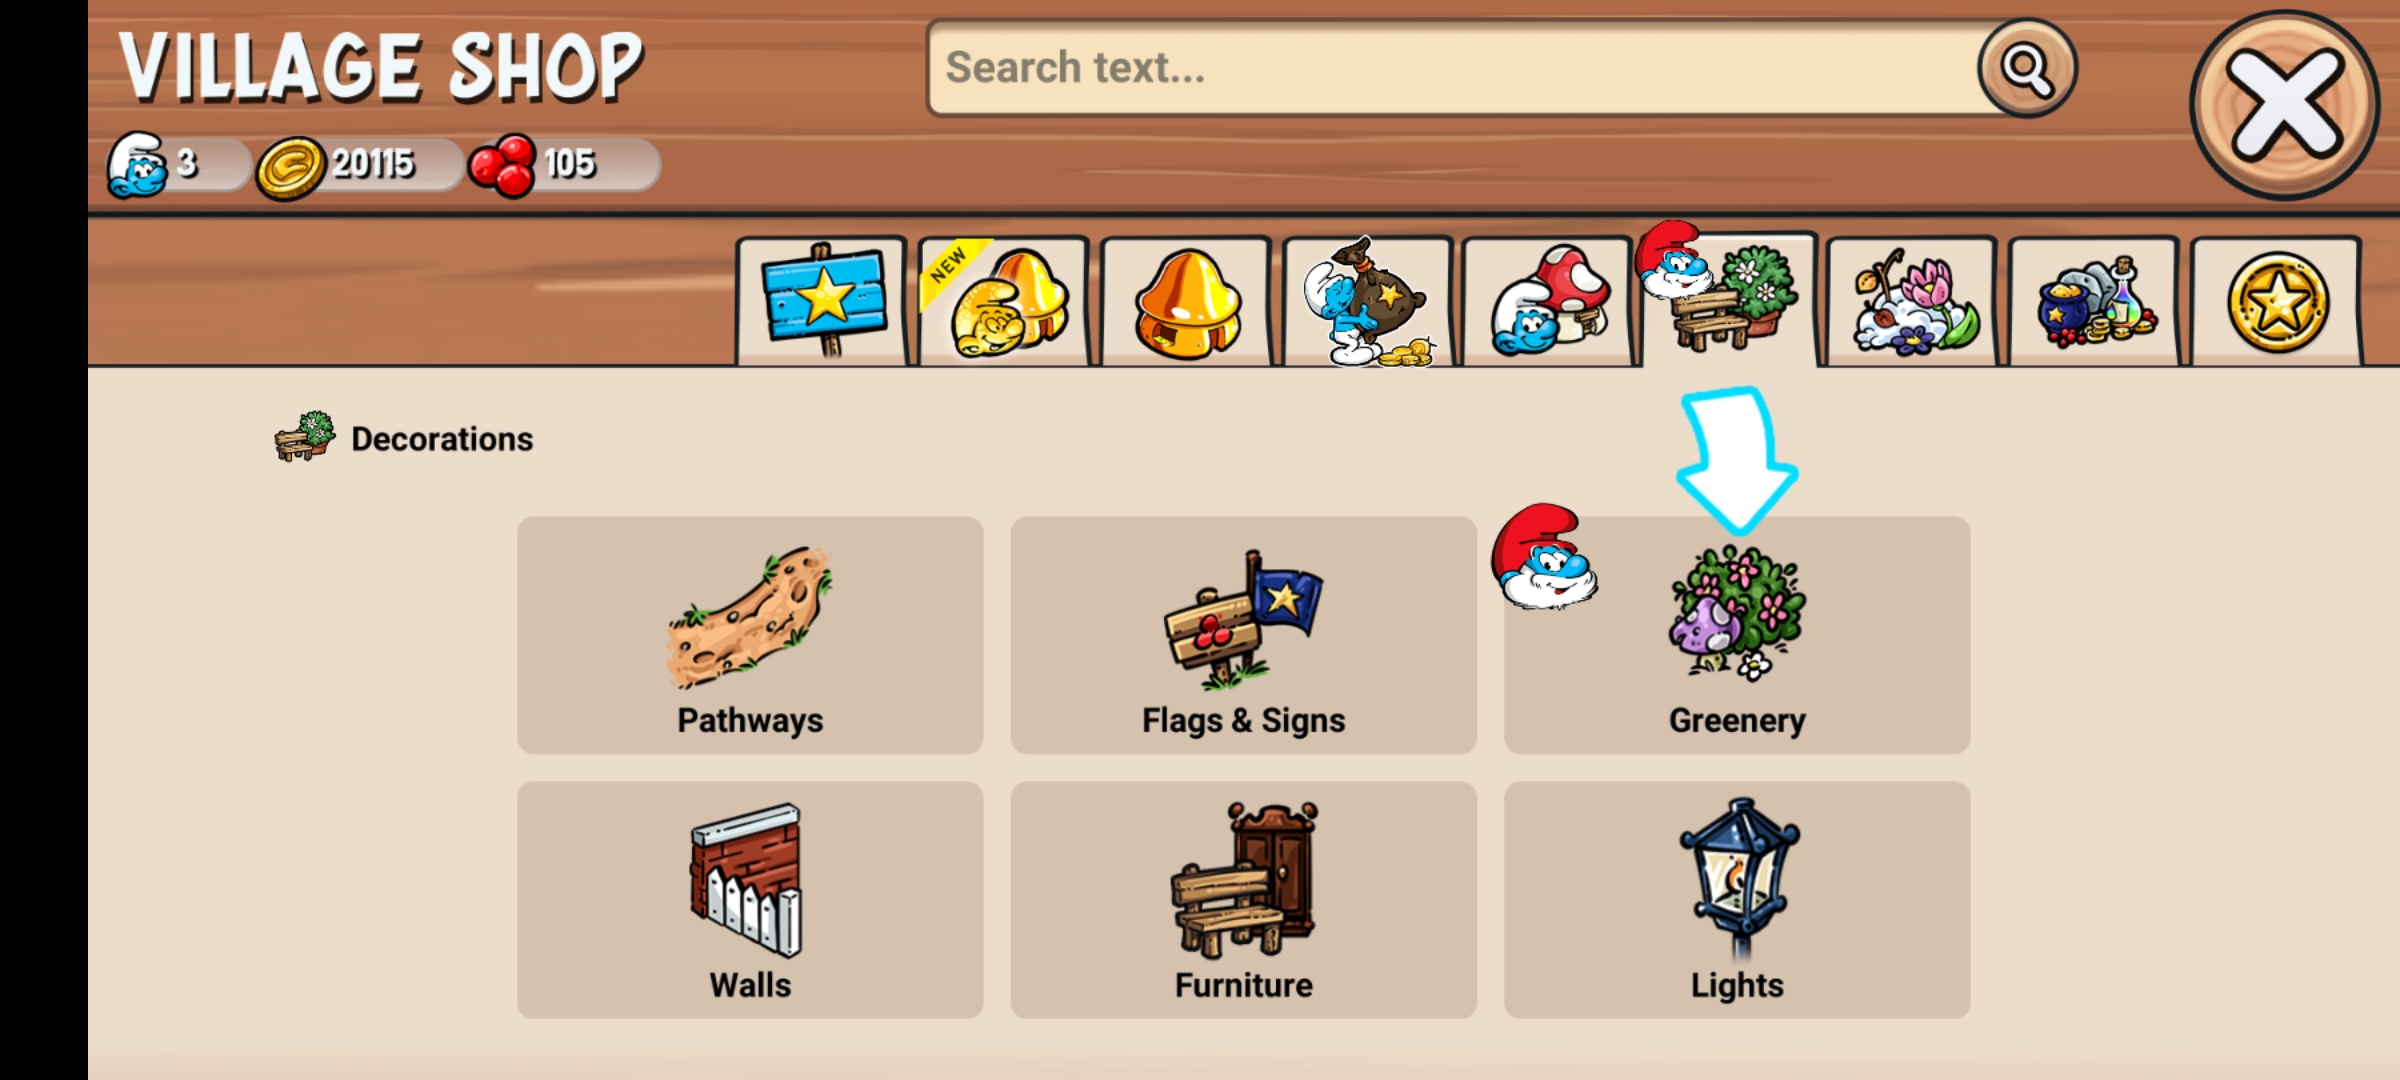 VILLAGE SHOP
Search text...
3
20115
105
NEW
Decorations
Pathways
Flags & Signs
Greenery
Walls
Furniture
Lights